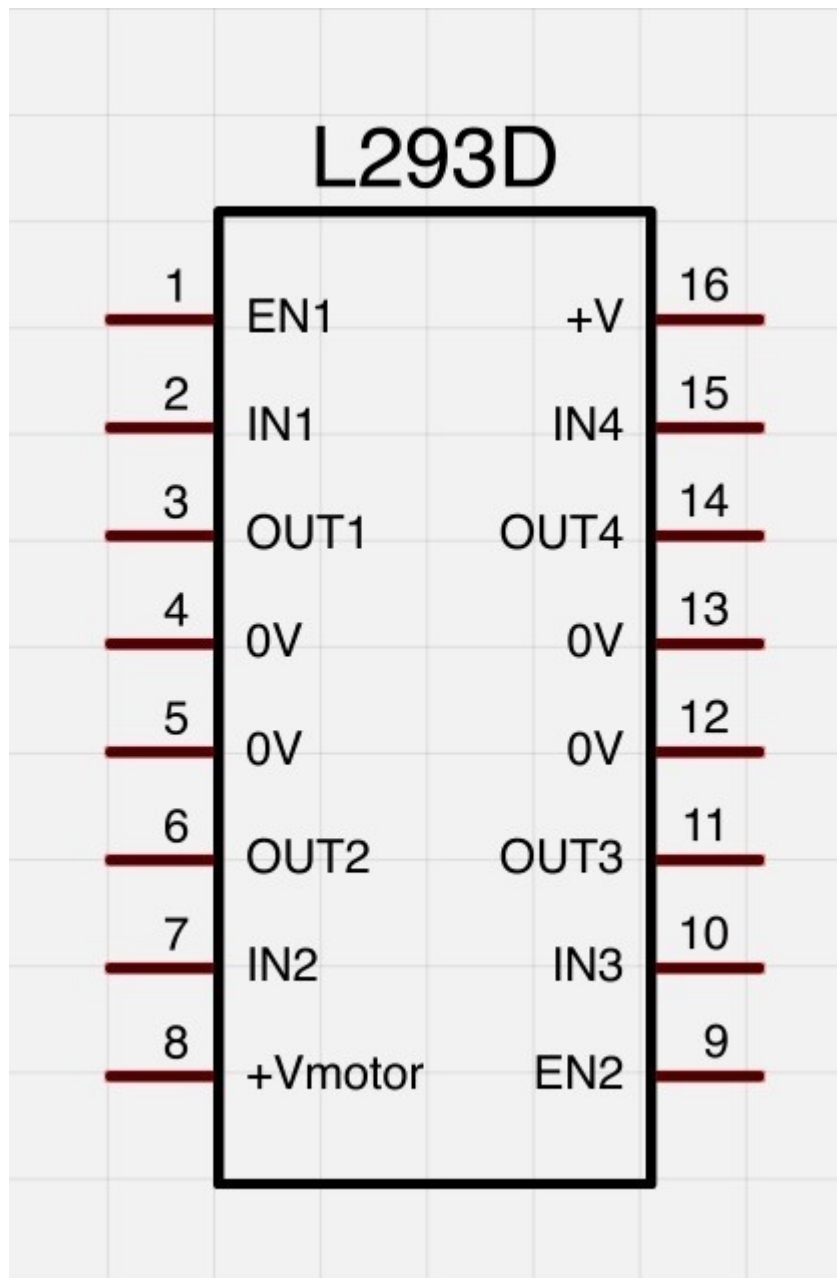 L293D
1 EN1 +V 16
2 IN1 IN4 15
3 OUT1 OUT4 14
4 0V 0V 13
5 0V 0V 12
6 OUT2 OUT3 11
7 IN2 IN3 10
8 +Vmotor EN2 9